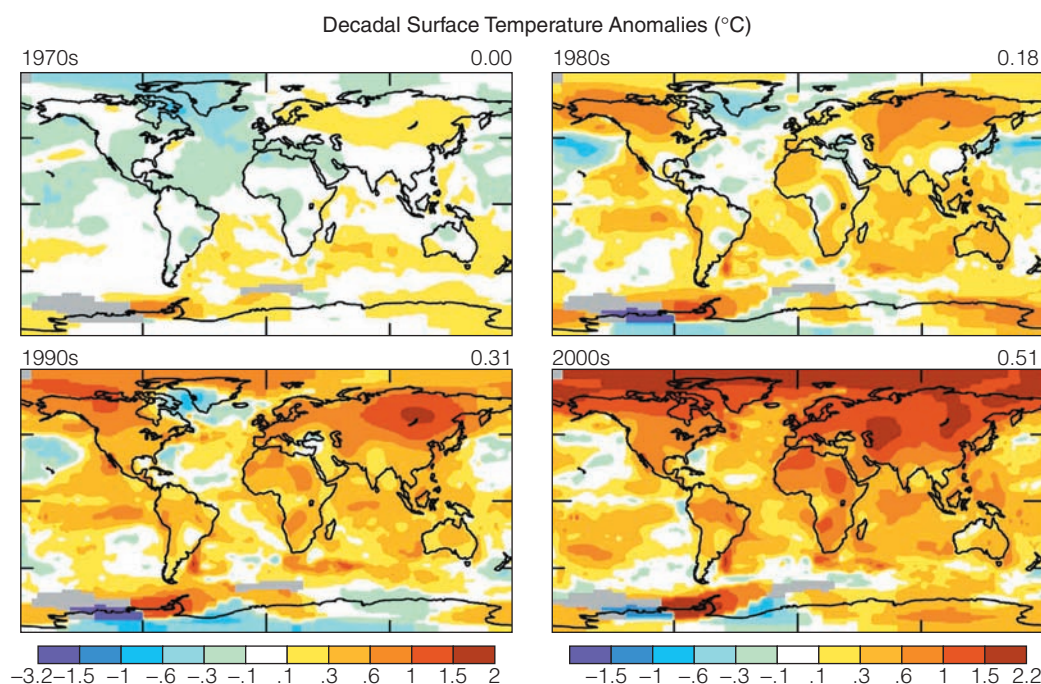 Decadal Surface Temperature Anomalies (°C)
1970s 0.00
1980s 0.18
1990s 0.31
2000s 0.51
–3.2 –1.5 –1 –.6 –.3 –.1 .1 .3 .6 1 1.5 2
–1.5 –1 –.6 –.3 –.1 .1 .3 .6 1 1.5 2.2